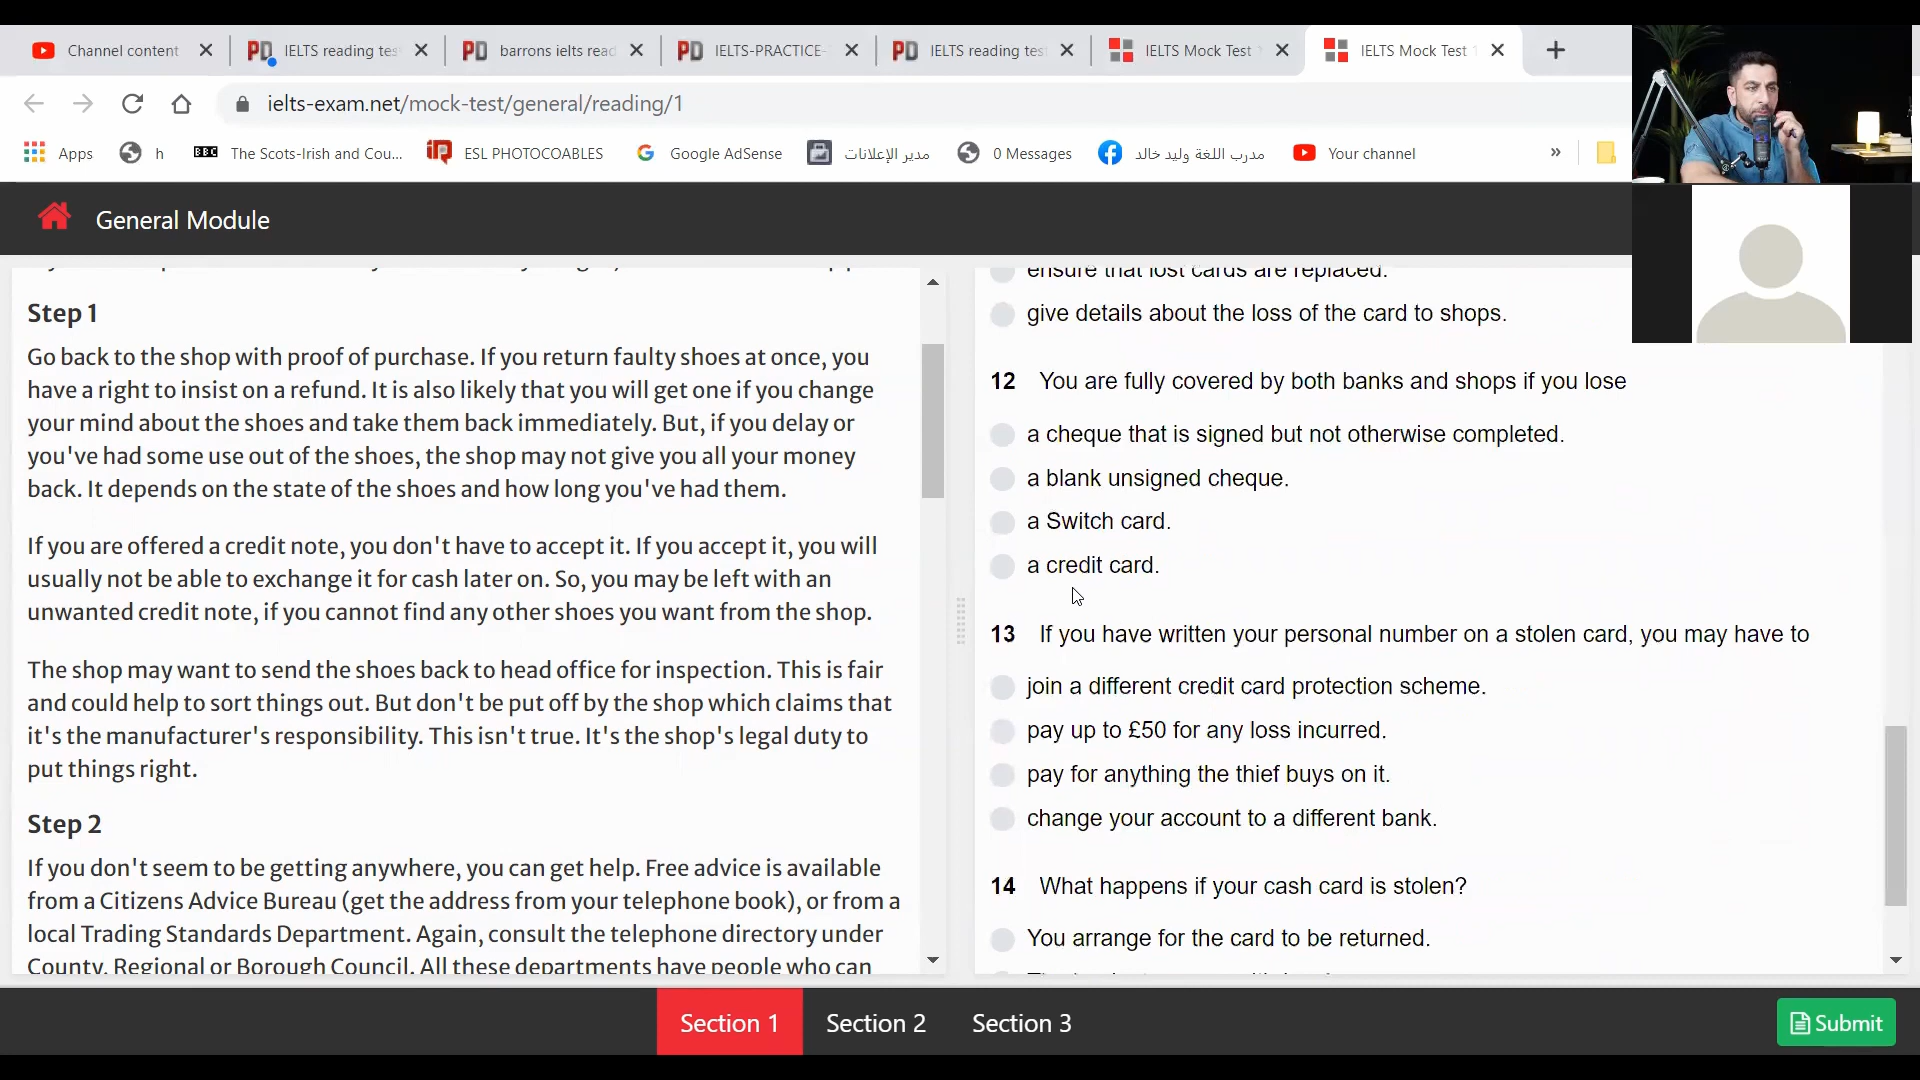 Channel content
IELTS reading tes
barrons ielts read
IELTS-PRACTICE-
IELTS reading tes
IELTS Mock Test
IELTS Mock Test 1
ielts-exam.net/mock-test/general/reading/1
Apps
h
BBC
The Scots-Irish and Cou...
ESL PHOTOCOABLES
Google AdSense
مدير الإعلانات
0 Messages
مدرب اللغة وليد خالد
Your channel
»
General Module
Step 1
Go back to the shop with proof of purchase. If you return faulty shoes at once, you
have a right to insist on a refund. It is also likely that you will get one if you change
your mind about the shoes and take them back immediately. But, if you delay or
you've had some use out of the shoes, the shop may not give you all your money
back. It depends on the state of the shoes and how long you've had them.
If you are offered a credit note, you don't have to accept it. If you accept it, you will
usually not be able to exchange it for cash later on. So, you may be left with an
unwanted credit note, if you cannot find any other shoes you want from the shop.
The shop may want to send the shoes back to head office for inspection. This is fair
and could help to sort things out. But don't be put off by the shop which claims that
it's the manufacturer's responsibility. This isn't true. It's the shop's legal duty to
put things right.
Step 2
If you don't seem to be getting anywhere, you can get help. Free advice is available
from a Citizens Advice Bureau (get the address from your telephone book), or from a
local Trading Standards Department. Again, consult the telephone directory under
County, Regional or Borough Council. All these departments have people who can
ensure that lost cards are replaced.
give details about the loss of the card to shops.
12 You are fully covered by both banks and shops if you lose
a cheque that is signed but not otherwise completed.
a blank unsigned cheque.
a Switch card.
a credit card.
13 If you have written your personal number on a stolen card, you may have to
join a different credit card protection scheme.
pay up to £50 for any loss incurred.
pay for anything the thief buys on it.
change your account to a different bank.
14 What happens if your cash card is stolen?
You arrange for the card to be returned.
Section 1
Section 2
Section 3
Submit